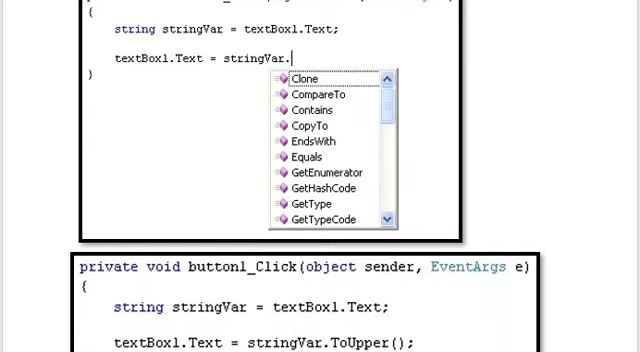 {
string stringVar = textBox1.Text;
textBox1.Text = stringVar.
Clone
CompareTo
Contains
CopyTo
EndsWith
Equals
GetEnumerator
GetHashCode
GetType
GetTypeCode
}
private void button1_Click(object sender, EventArgs e)
{
string stringVar = textBox1.Text;
textBox1.Text = stringVar.ToUpper();